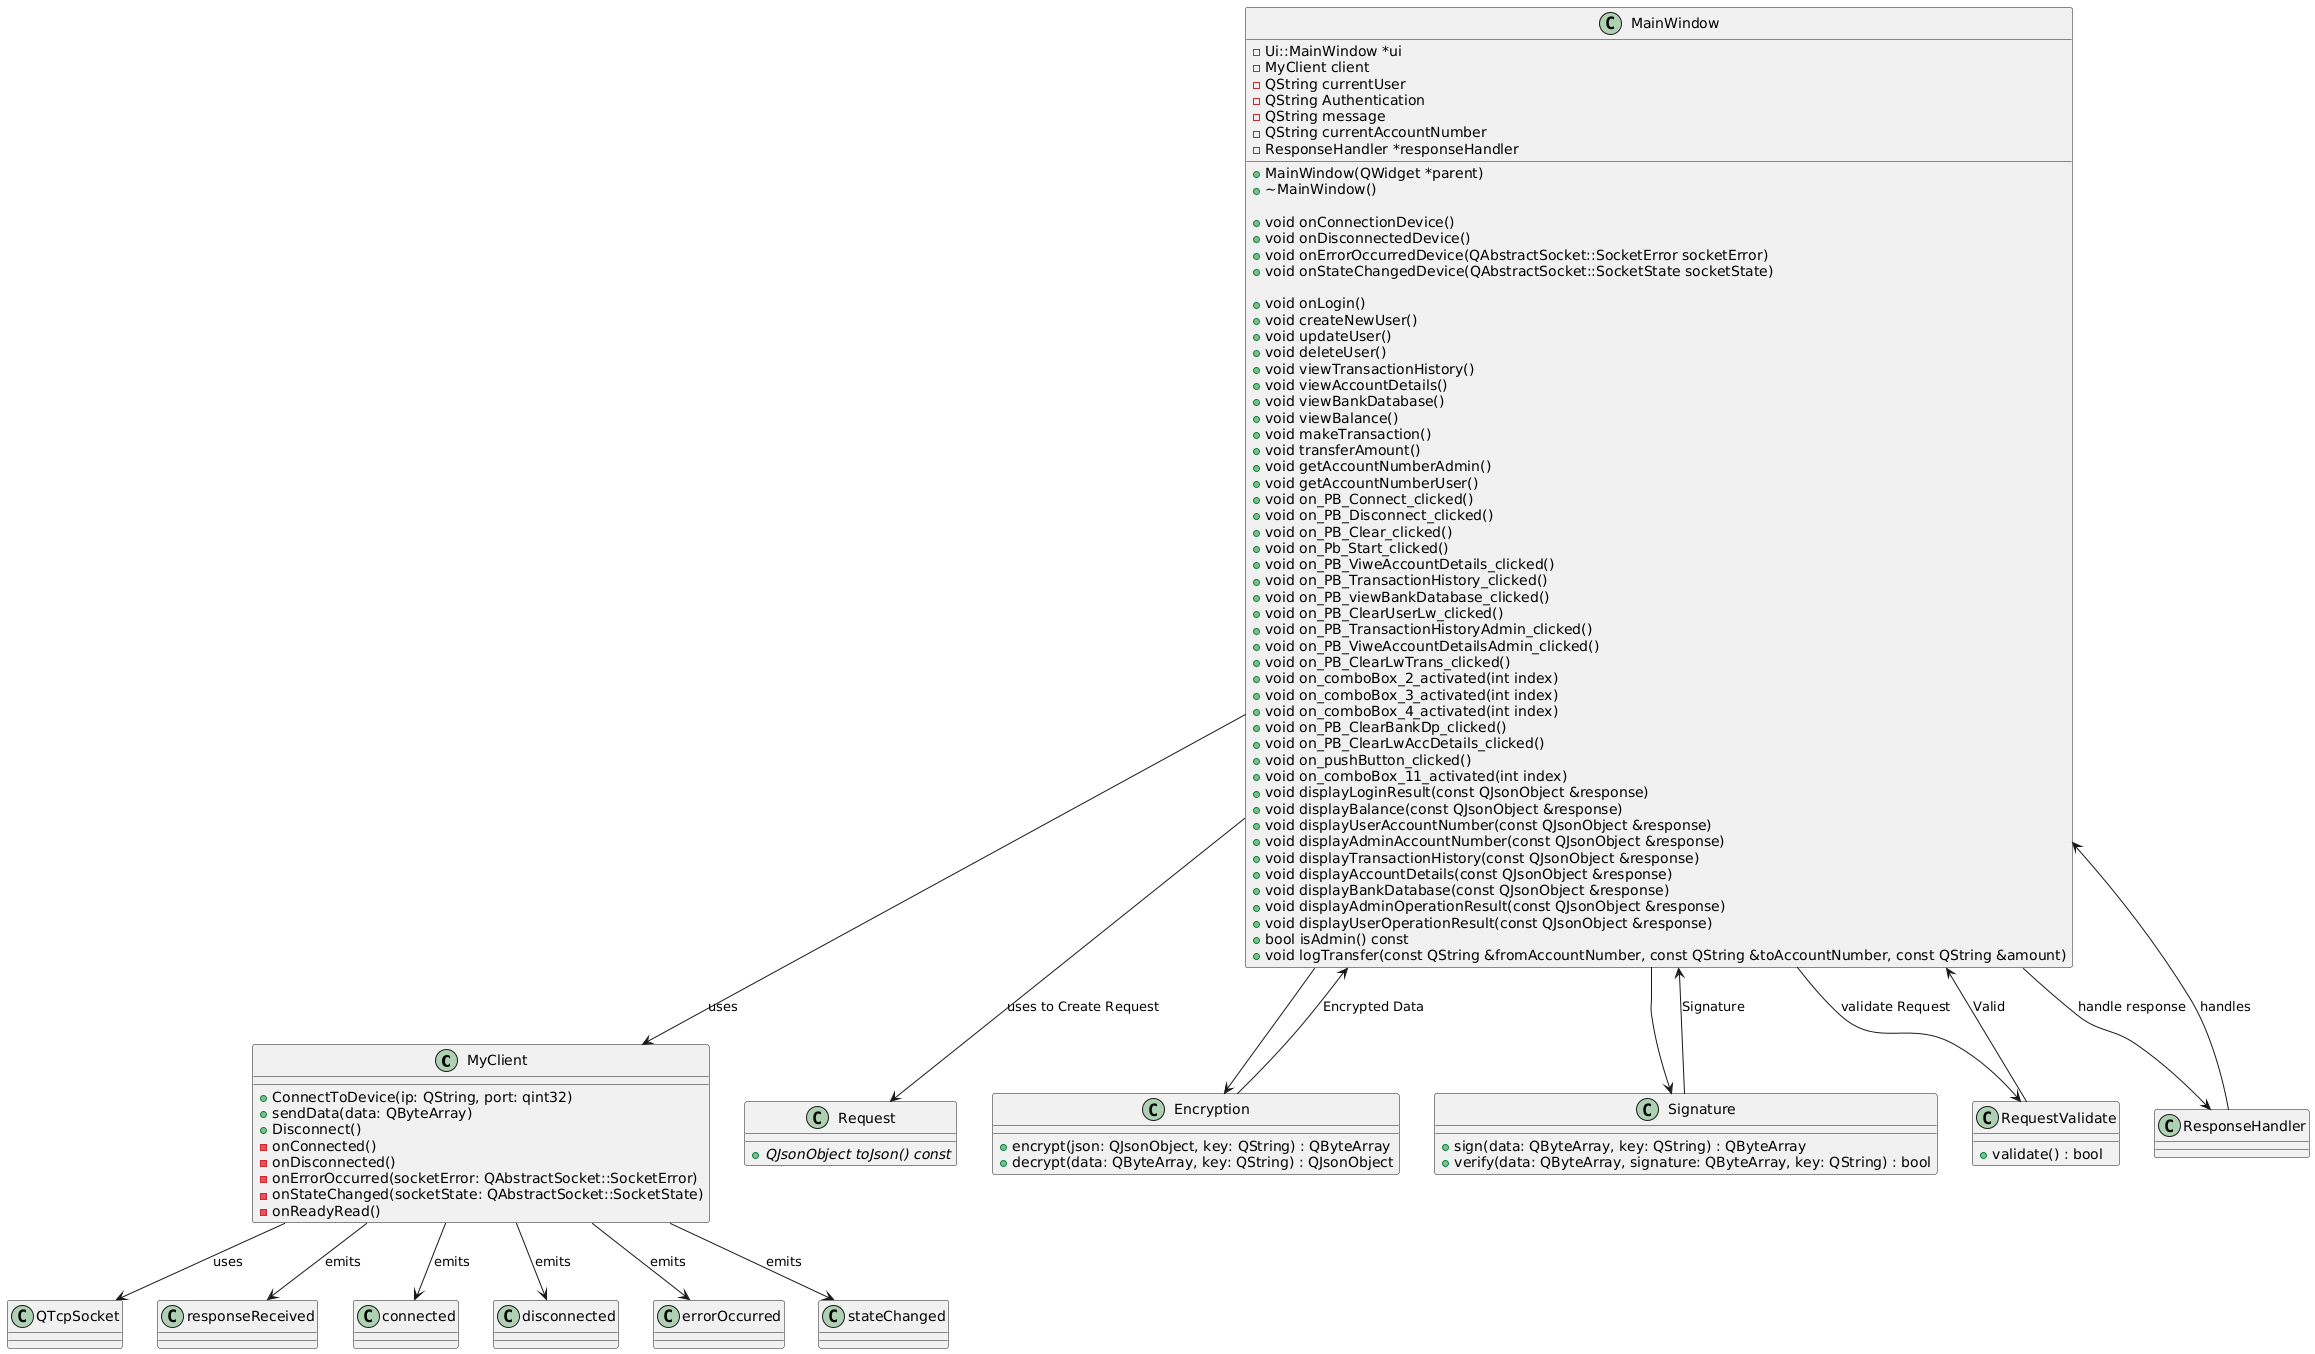 C MainWindow
Ui::MainWindow *ui
MyClient client
QString currentUser
QString Authentication
QString message
QString currentAccountNumber
ResponseHandler *responseHandler
MainWindow(QWidget *parent)
~MainWindow()
void onConnectionDevice()
void onDisconnectedDevice()
void onErrorOccurredDevice(QAbstractSocket::SocketError socketError)
void onStateChangedDevice(QAbstractSocket::SocketState socketState)
void onLogin()
void createNewUser()
void updateUser()
void deleteUser()
void viewTransactionHistory()
void viewAccountDetails()
void viewBankDatabase()
void viewBalance()
void makeTransaction()
void transferAmount()
void getAccountNumberAdmin()
void getAccountNumberUser()
void on_PB_Connect_clicked()
void on_PB_Disconnect_clicked()
void on_PB_Clear_clicked()
void on_Pb_Start_clicked()
void on_PB_ViweAccountDetails_clicked()
void on_PB_TransactionHistory_clicked()
void on_PB_viewBankDatabase_clicked()
void on_PB_ClearUserLw_clicked()
void on_PB_TransactionHistoryAdmin_clicked()
void on_PB_ViweAccountDetailsAdmin_clicked()
void on_PB_ClearLwTrans_clicked()
void on_comboBox_2_activated(int index)
void on_comboBox_3_activated(int index)
void on_comboBox_4_activated(int index)
void on_PB_ClearBankDp_clicked()
void on_PB_ClearLwAccDetails_clicked()
void on_pushButton_clicked()
void on_comboBox_11_activated(int index)
void displayLoginResult(const QJsonObject &response)
void displayBalance(const QJsonObject &response)
void displayUserAccountNumber(const QJsonObject &response)
void displayAdminAccountNumber(const QJsonObject &response)
void displayTransactionHistory(const QJsonObject &response)
void displayAccountDetails(const QJsonObject &response)
void displayBankDatabase(const QJsonObject &response)
void displayAdminOperationResult(const QJsonObject &response)
void displayUserOperationResult(const QJsonObject &response)
bool isAdmin() const
void logTransfer(const QString &fromAccountNumber, const QString &toAccountNumber, const QString &amount)
uses
uses to Create Request
Encrypted Data
Signature
validate Request
Valid
handle response
handles
C MyClient
ConnectToDevice(ip: QString, port: qint32)
sendData(data: QByteArray)
Disconnect()
onConnected()
onDisconnected()
onErrorOccurred(socketError: QAbstractSocket::SocketError)
onStateChanged(socketState: QAbstractSocket::SocketState)
onReadyRead()
C Request
QJsonObject toJson() const
C Encryption
encrypt(json: QJsonObject, key: QString) : QByteArray
decrypt(data: QByteArray, key: QString) : QJsonObject
C Signature
sign(data: QByteArray, key: QString) : QByteArray
verify(data: QByteArray, signature: QByteArray, key: QString) : bool
C RequestValidate
validate() : bool
C ResponseHandler
uses
emits
emits
emits
emits
emits
C QTcpSocket
C responseReceived
C connected
C disconnected
C errorOccurred
C stateChanged